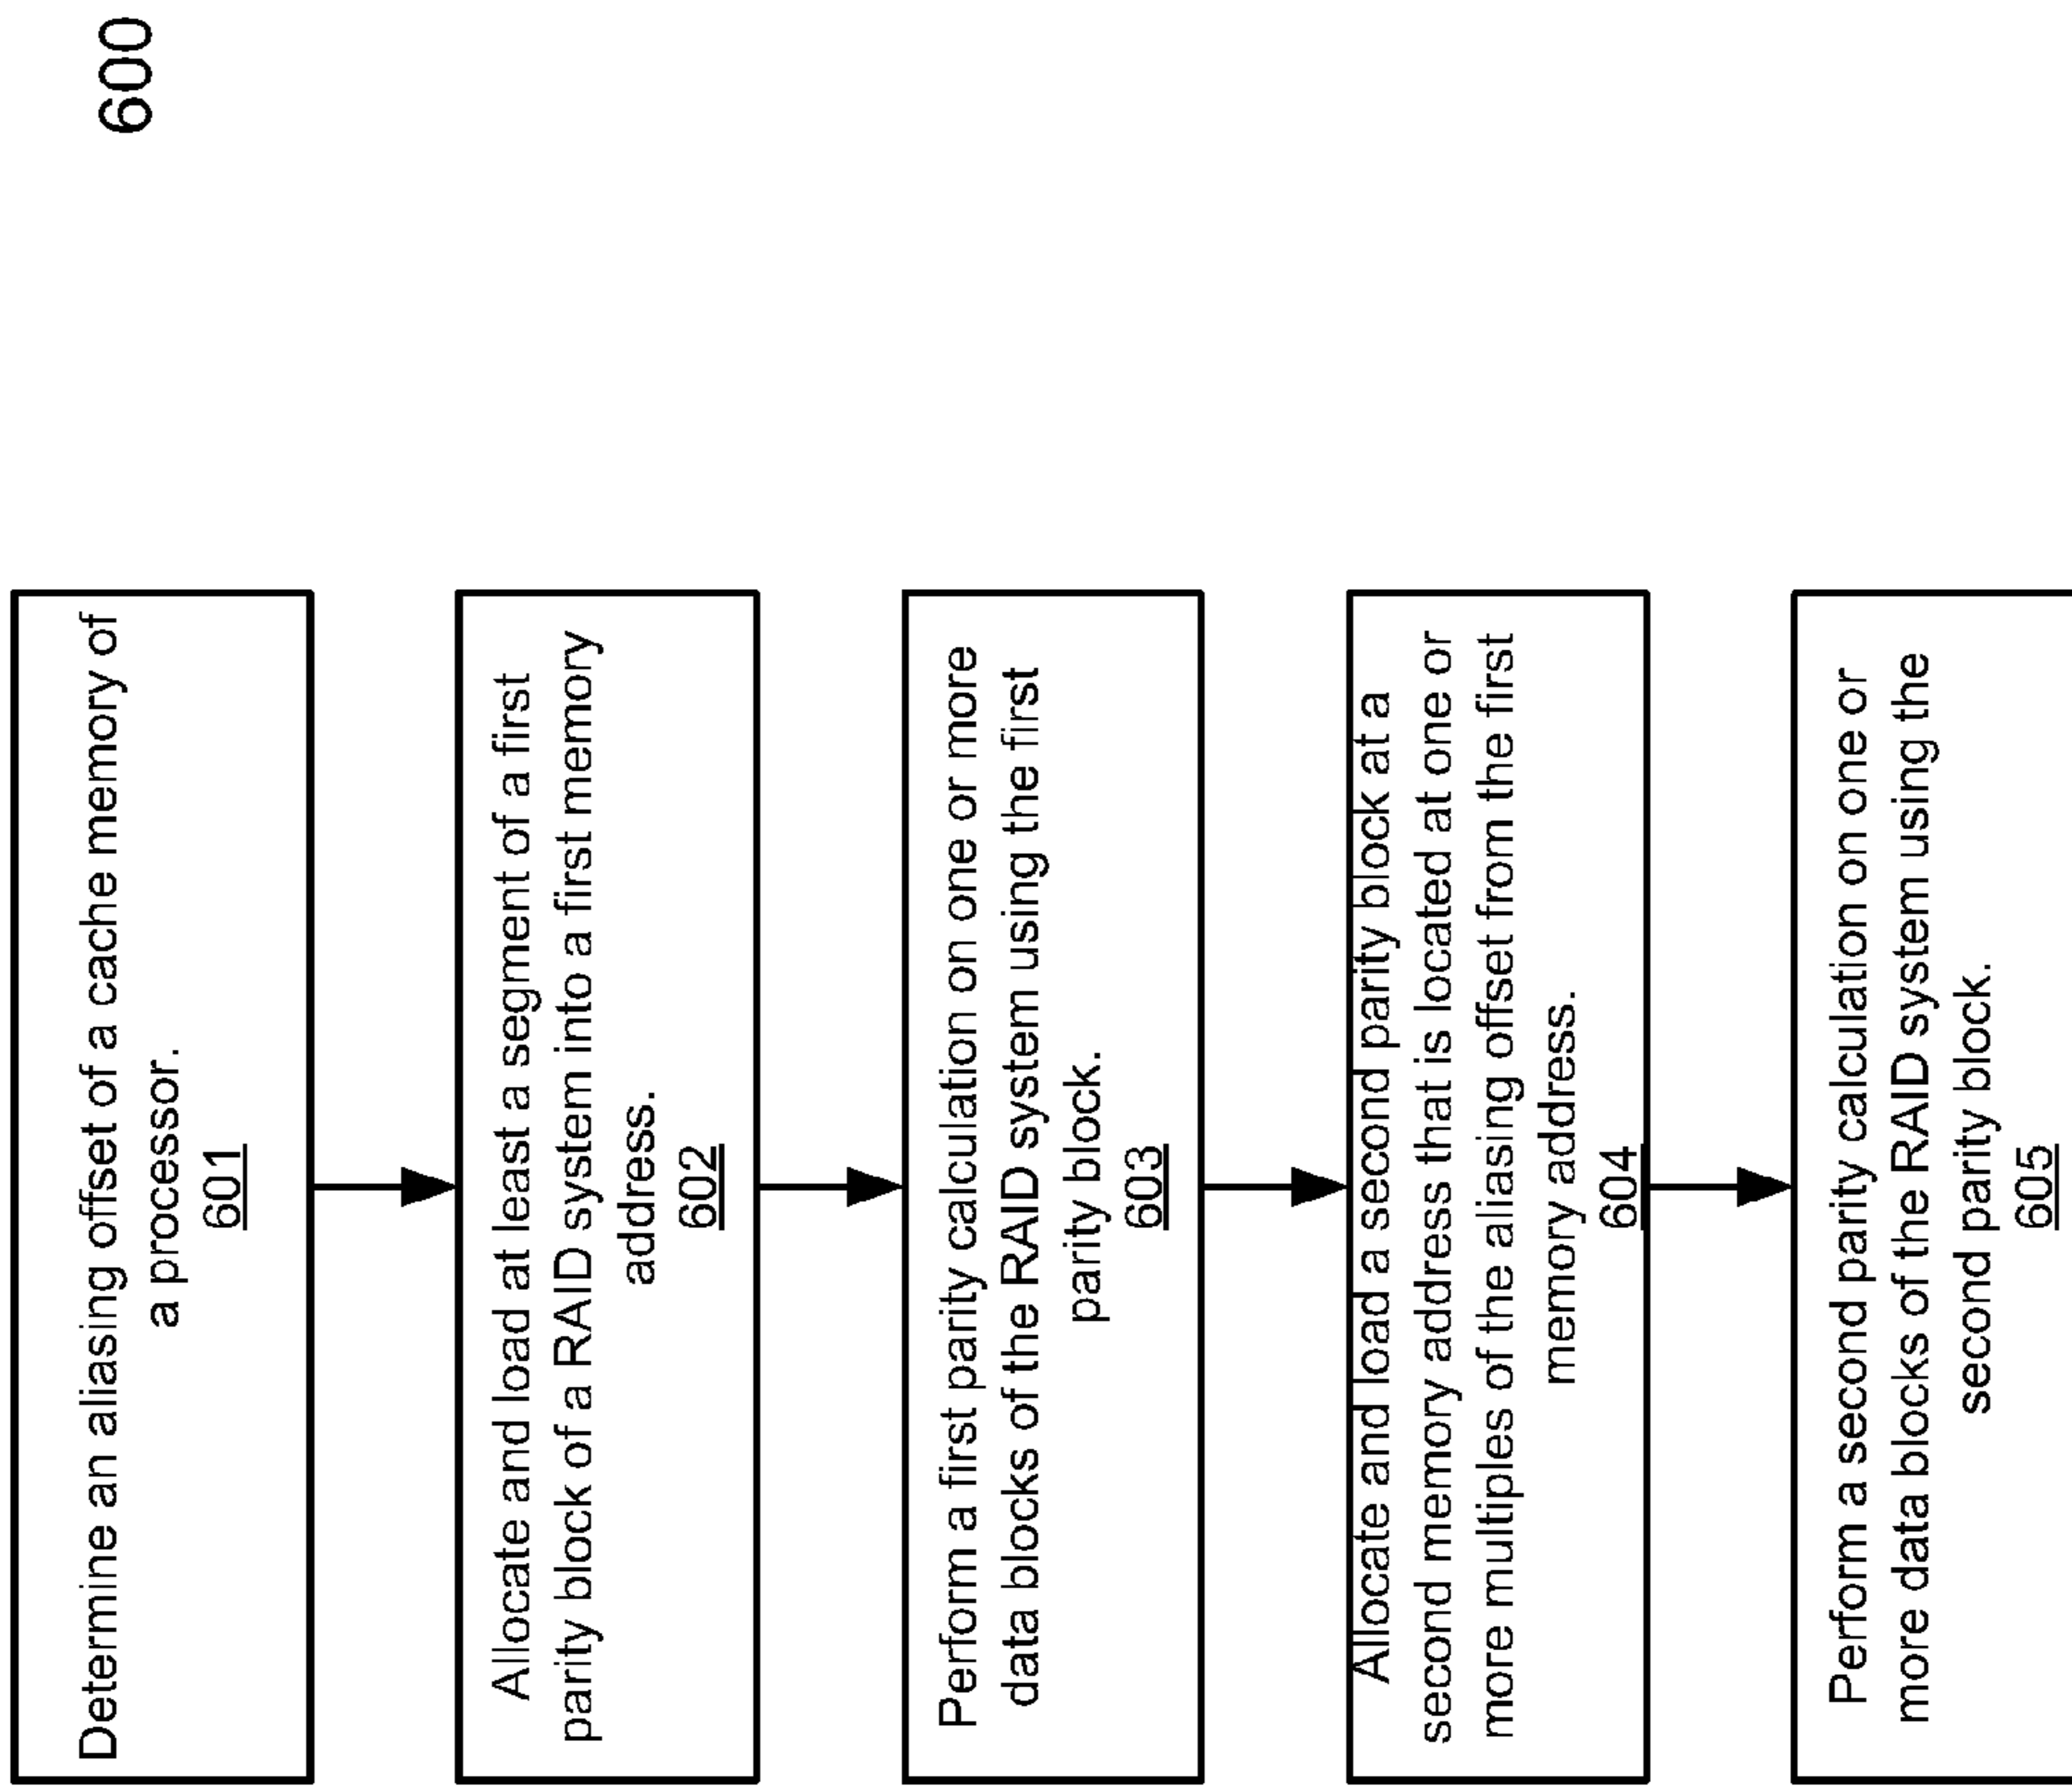 600
Determine an aliasing offset of a cache memory of
a processor.
601
Allocate and load at least a segment of a first
parity block of a RAID system into a first memory
address.
602
Perform a first parity calculation on one or more
data blocks of the RAID system using the first
parity block.
603
Allocate and load a second parity block at a
second memory address that is located at one or
more multiples of the aliasing offset from the first
memory address.
604
Perform a second parity calculation on one or
more data blocks of the RAID system using the
second parity block.
605